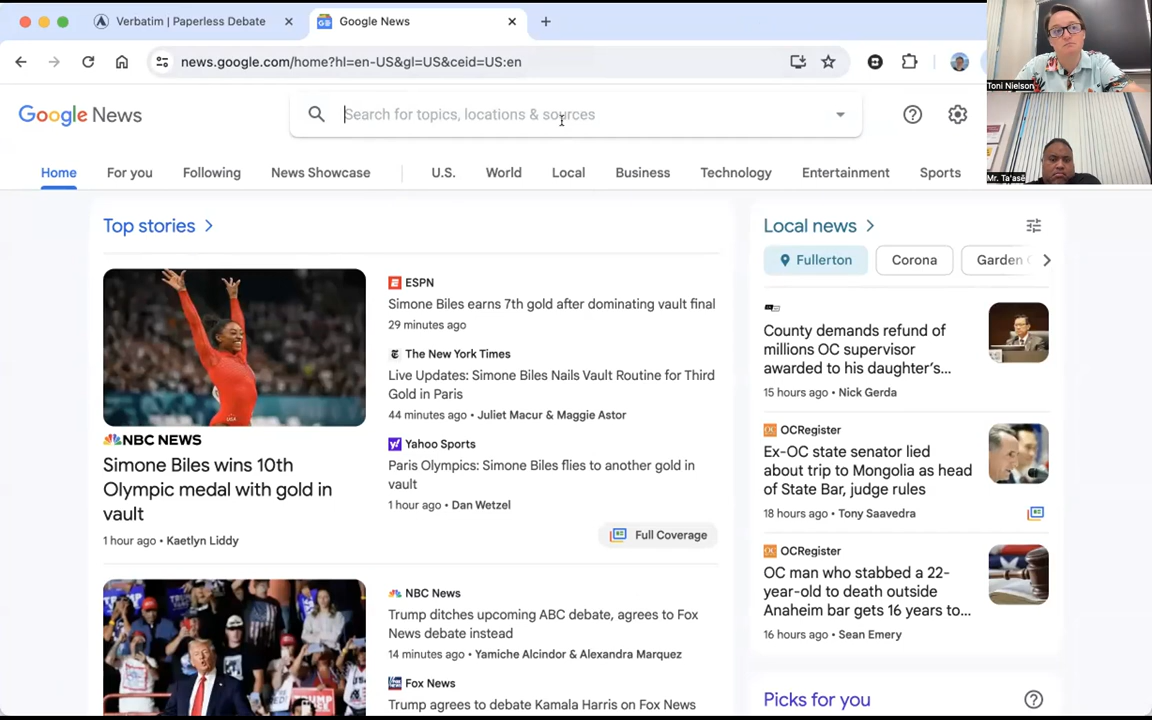 Verbatim | Paperless Debate
Google News
news.google.com/home?hl=en-US&gl=US&ceid=US:en
Toni Nielson
Mr. Ta'ase
Google News
Search for topics, locations & sources
Home For you Following News Showcase U.S. World Local Business Technology Entertainment Sports
Top stories
NBC NEWS
Simone Biles wins 10th
Olympic medal with gold in
vault
1 hour ago • Kaetlyn Liddy
ESPN
Simone Biles earns 7th gold after dominating vault final
29 minutes ago
The New York Times
Live Updates: Simone Biles Nails Vault Routine for Third
Gold in Paris
44 minutes ago • Juliet Macur & Maggie Astor
Yahoo Sports
Paris Olympics: Simone Biles flies to another gold in
vault
1 hour ago • Dan Wetzel
Full Coverage
NBC News
Trump ditches upcoming ABC debate, agrees to Fox
News debate instead
14 minutes ago • Yamiche Alcindor & Alexandra Marquez
Fox News
Trump agrees to debate Kamala Harris on Fox News
Local news
Fullerton Corona Garden
County demands refund of
millions OC supervisor
awarded to his daughter's...
15 hours ago • Nick Gerda
OCRegister
Ex-OC state senator lied
about trip to Mongolia as head
of State Bar, judge rules
18 hours ago • Tony Saavedra
OCRegister
OC man who stabbed a 22-
year-old to death outside
Anaheim bar gets 16 years to...
16 hours ago • Sean Emery
Picks for you